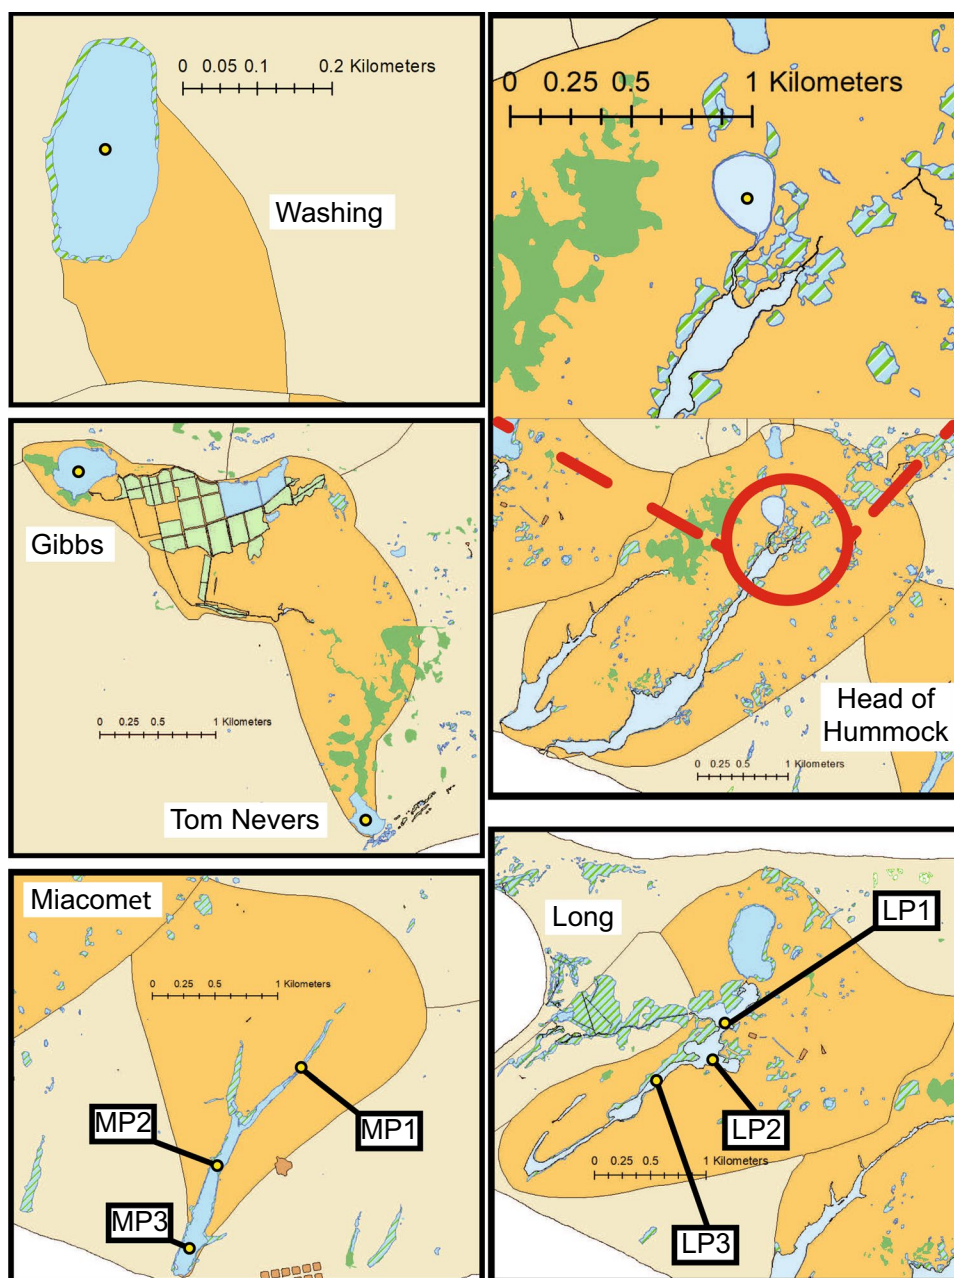 0 0.05 0.1 0.2 Kilometers
Washing
0 0.25 0.5 1 Kilometers
Gibbs
0 0.25 0.5 1 Kilometers
Tom Nevers
Head of
Hummock
0 0.25 0.5 1 Kilometers
Miacomet
0 0.25 0.5 1 Kilometers
MP2
MP1
MP3
Long
LP1
LP2
0 0.25 0.5 1 Kilometers
LP3